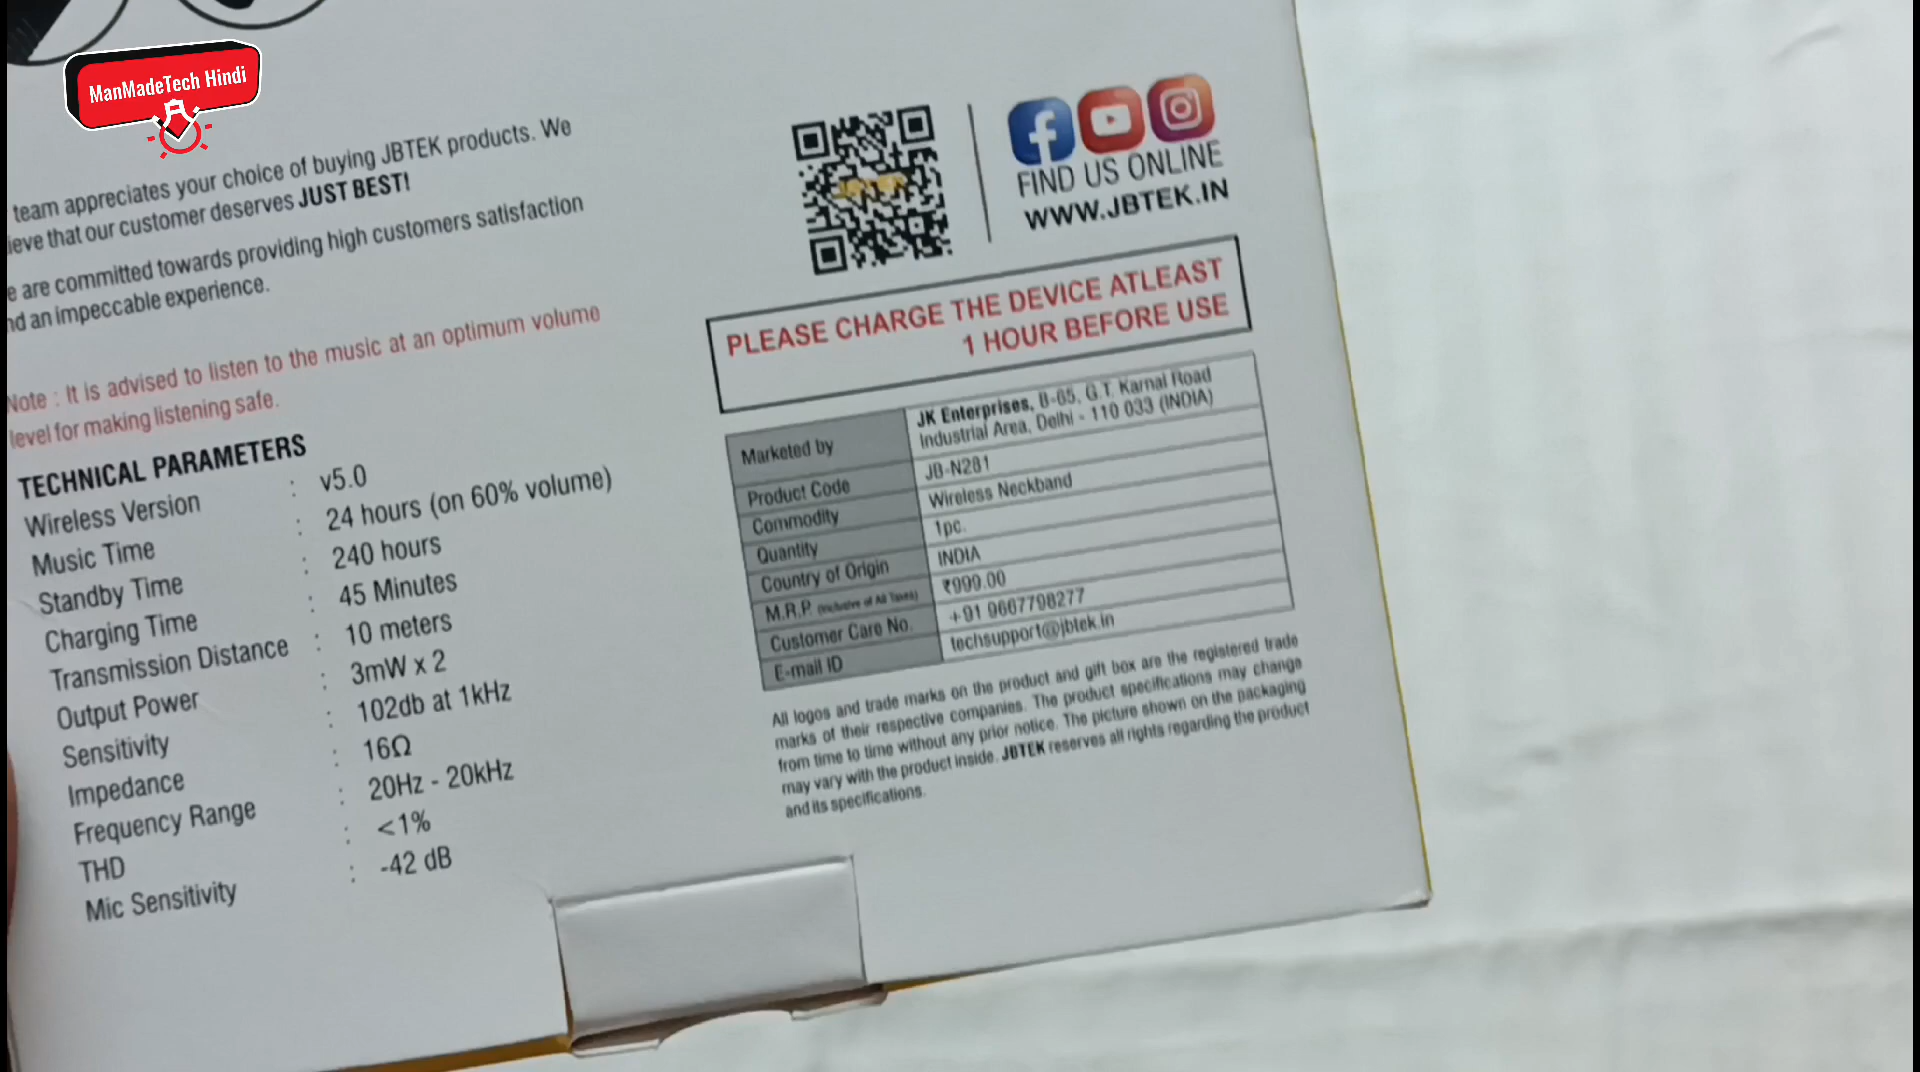 ManMadeTech Hindi
team appreciates your choice of buying JBTEK products. We
ieve that our customer deserves JUST BEST!
e are committed towards providing high customers satisfaction
nd an impeccable experience.
Note : It is advised to listen to the music at an optimum volume
level for making listening safe.
TECHNICAL PARAMETERS
Wireless Version : v5.0
Music Time : 24 hours (on 60% volume)
Standby Time : 240 hours
Charging Time : 45 Minutes
Transmission Distance : 10 meters
Output Power : 3mW x 2
Sensitivity : 102db at 1kHz
Impedance : 16Ω
Frequency Range : 20Hz - 20kHz
THD : <1%
Mic Sensitivity : -42 dB
FIND US ONLINE
WWW.JBTEK.IN
PLEASE CHARGE THE DEVICE ATLEAST
1 HOUR BEFORE USE
Marketed by JK Enterprises, B-65, G.T. Karnal Road
Industrial Area, Delhi - 110 033 (INDIA)
Product Code JB-N281
Commodity Wireless Neckband
Quantity 1pc.
Country of Origin INDIA
M.R.P. (Inclusive of All Taxes) ₹999.00
Customer Care No. +91 9667798277
E-mail ID techsupport@jbtek.in
All logos and trade marks on the product and gift box are the registered trade
marks of their respective companies. The product specifications may change
from time to time without any prior notice. The picture shown on the packaging
may vary with the product inside. JBTEK reserves all rights regarding the product
and its specifications.